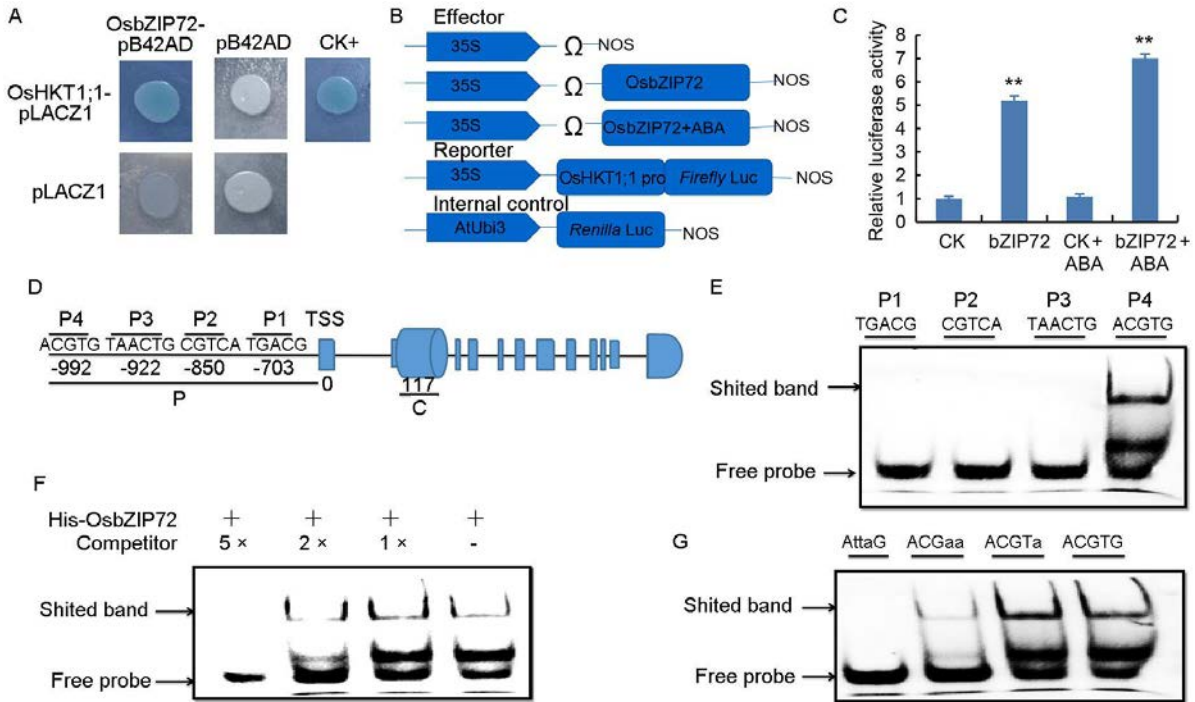 A
OsbZIP72-
pB42AD
pB42AD
CK+
OsHKT1;1-
pLACZ1
pLACZ1
B
Effector
35S
Ω
NOS
35S
Ω
OsbZIP72
NOS
35S
Ω
OsbZIP72+ABA
NOS
Reporter
35S
OsHKT1;1 pro
Firefly Luc
NOS
Internal control
AtUbi3
Renilla Luc
NOS
C
Relative luciferase activity
8
7
6
5
4
3
2
1
0
**
**
CK
bZIP72
CK+
ABA
bZIP72+
ABA
D
P4 P3 P2 P1 TSS
ACGTG TAACTG CGTCA TGACG
-992 -922 -850 -703
0
P
117
C
E
P1 P2 P3 P4
TGACG CGTCA TAACTG ACGTG
Shited band
Free probe
F
His-OsbZIP72 + + + +
Competitor 5 × 2 × 1 × -
Shited band
Free probe
G
AttaG ACGaa ACGTa ACGTG
Shited band
Free probe